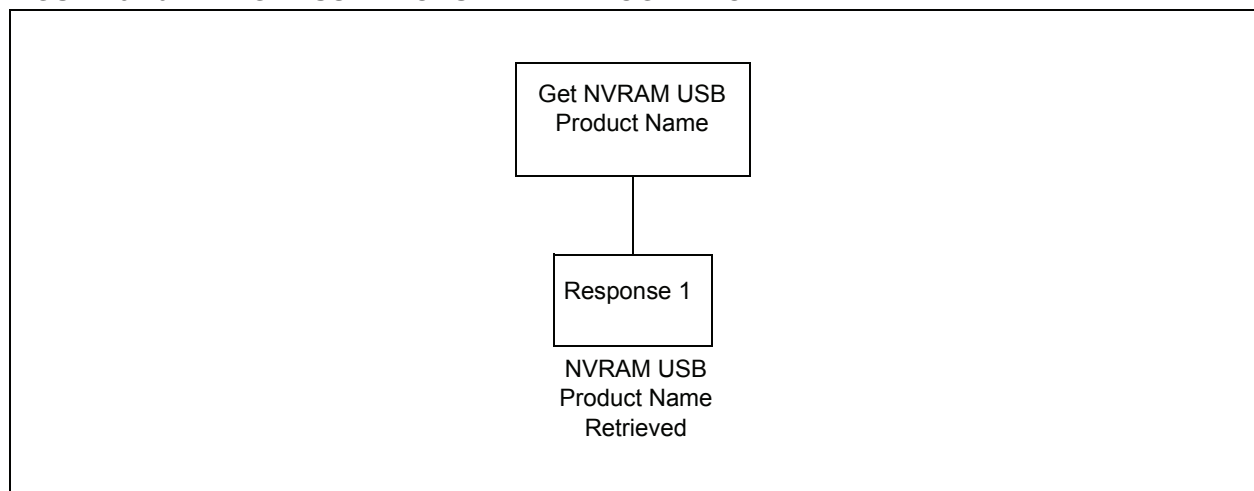 Get NVRAM USB
Product Name
Response 1
NVRAM USB
Product Name
Retrieved